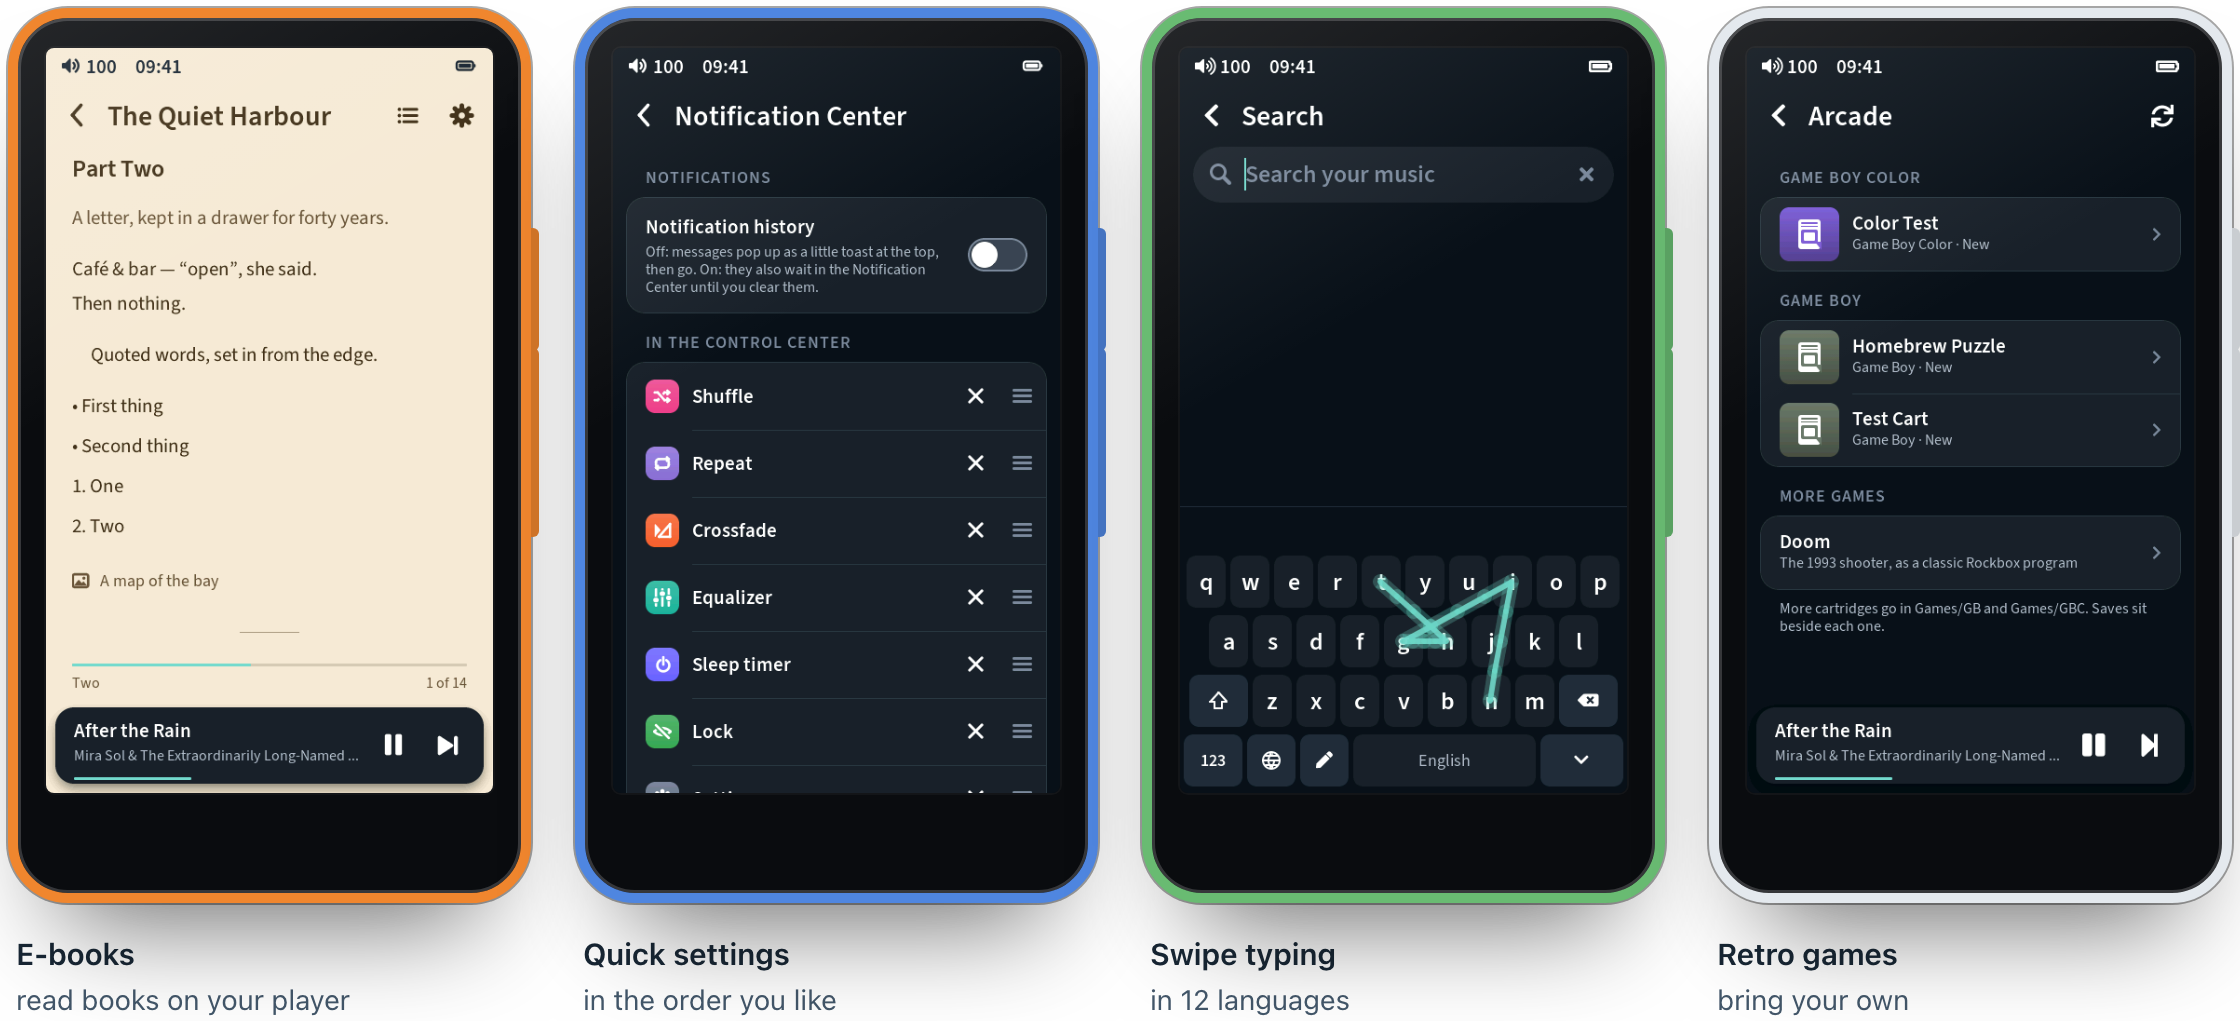 100 09:41
The Quiet Harbour
Part Two
A letter, kept in a drawer for forty years.
Café & bar — “open”, she said.
Then nothing.
Quoted words, set in from the edge.
• First thing
• Second thing
1. One
2. Two
A map of the bay
Two 1 of 14
After the Rain
Mira Sol & The Extraordinarily Long-Named ...
E-books
read books on your player
100 09:41
Notification Center
NOTIFICATIONS
Notification history
Off: messages pop up as a little toast at the top,
then go. On: they also wait in the Notification
Center until you clear them.
IN THE CONTROL CENTER
Shuffle
Repeat
Crossfade
Equalizer
Sleep timer
Lock
Quick settings
in the order you like
100 09:41
Search
Search your music
q w e r t y u i o p
a s d f g h j k l
z x c v b n m
123 English
Swipe typing
in 12 languages
100 09:41
Arcade
GAME BOY COLOR
Color Test
Game Boy Color · New
GAME BOY
Homebrew Puzzle
Game Boy · New
Test Cart
Game Boy · New
MORE GAMES
Doom
The 1993 shooter, as a classic Rockbox program
More cartridges go in Games/GB and Games/GBC. Saves sit
beside each one.
After the Rain
Mira Sol & The Extraordinarily Long-Named ...
Retro games
bring your own